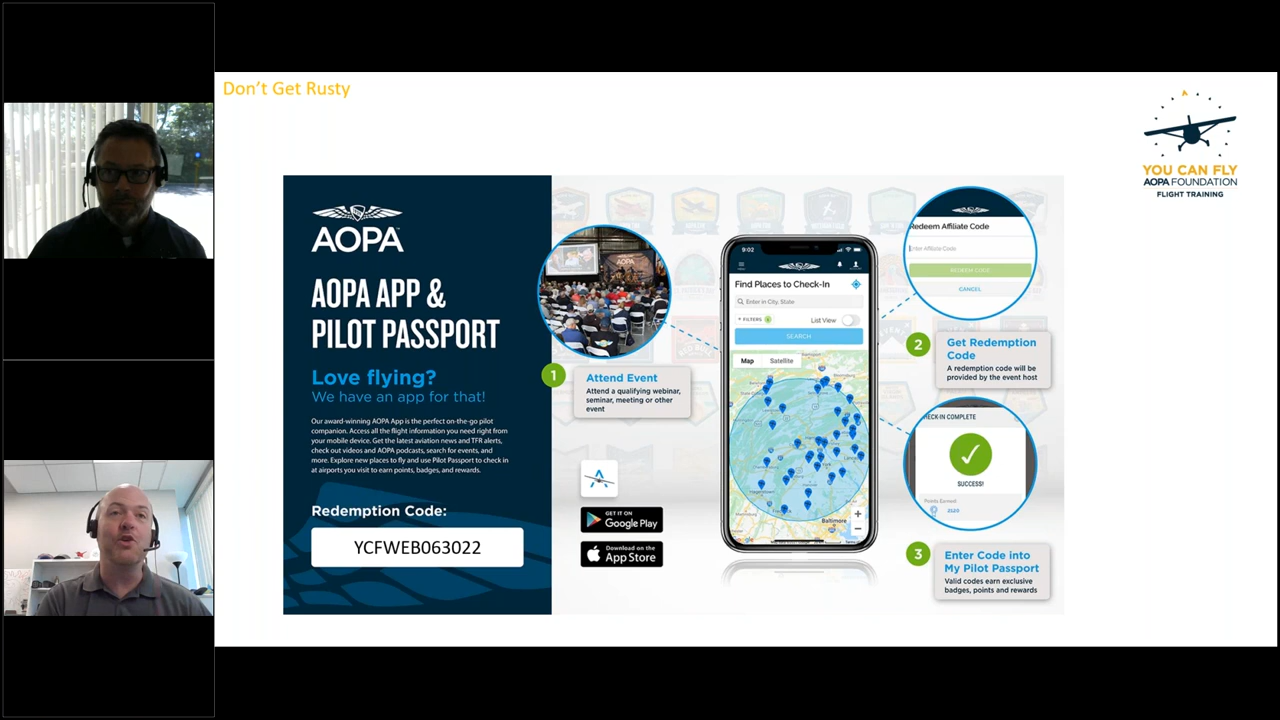 Don't Get Rusty
YOU CAN FLY
AOPA FOUNDATION
FLIGHT TRAINING
AOPA
AOPA APP &
PILOT PASSPORT
Love flying?
We have an app for that!
Our award-winning AOPA App is the perfect on-the-go pilot
companion. Access all the flight information you need right from
your mobile device. Get the latest aviation news and TFR alerts,
check out videos and AOPA podcasts, search for events, and
more. Explore new places to fly and use Pilot Passport to check in
at airports you visit to earn points, badges, and rewards.
Redemption Code:
YCFWEB063022
AOPA
1
Attend Event
Attend a qualifying webinar,
seminar, meeting or other
event
GET IT ON
Google Play
Download on the
App Store
9:02
Find Places to Check-In
Enter in City, State
FILTERS
List View
SEARCH
Map
Satellite
Baltimore
Redeem Affiliate Code
Enter Affiliate Code
REDEEM CODE
CANCEL
2
Get Redemption
Code
A redemption code will be
provided by the event host
CHECK-IN COMPLETE
SUCCESS!
Points Earned
2120
3
Enter Code into
My Pilot Passport
Valid codes earn exclusive
badges, points and rewards